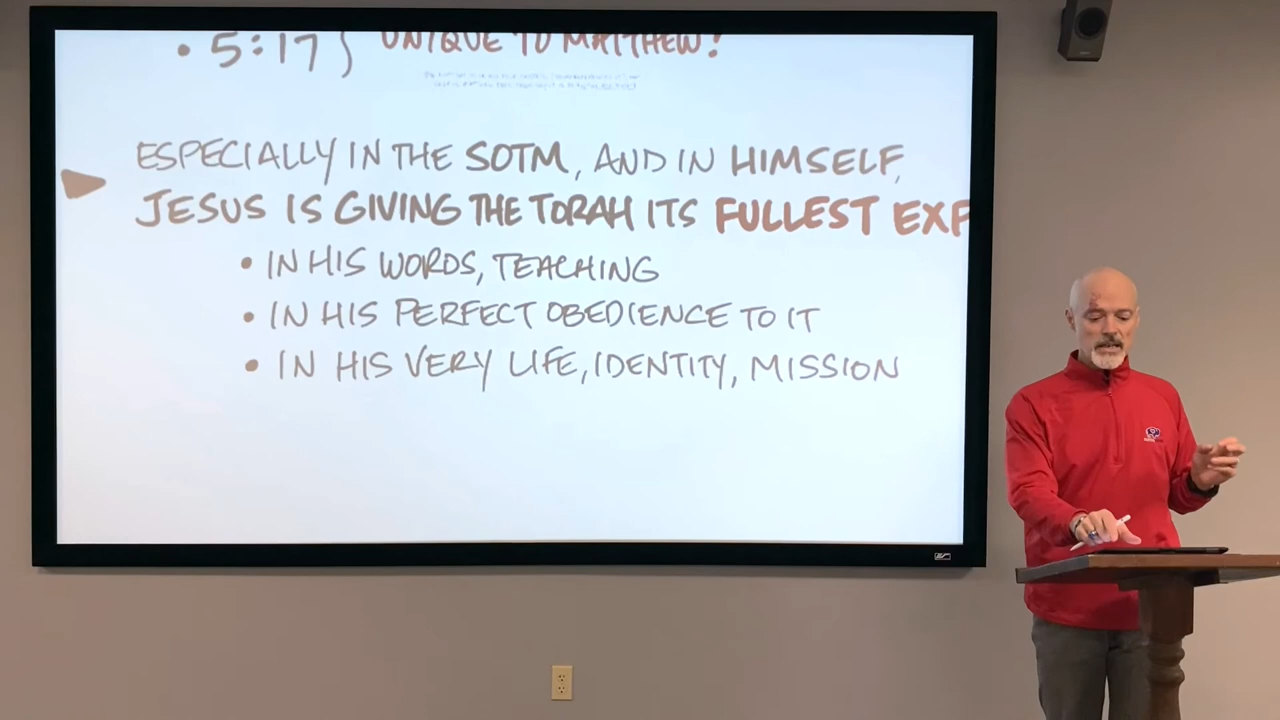 • 5:17} UNIQUE TO MATTHEW!
ESPECIALLY IN THE SOTM, AND IN HIMSELF,
JESUS IS GIVING THE TORAH ITS FULLEST EXP
• IN HIS WORDS, TEACHING
• IN HIS PERFECT OBEDIENCE TO IT
• IN HIS VERY LIFE, IDENTITY, MISSION